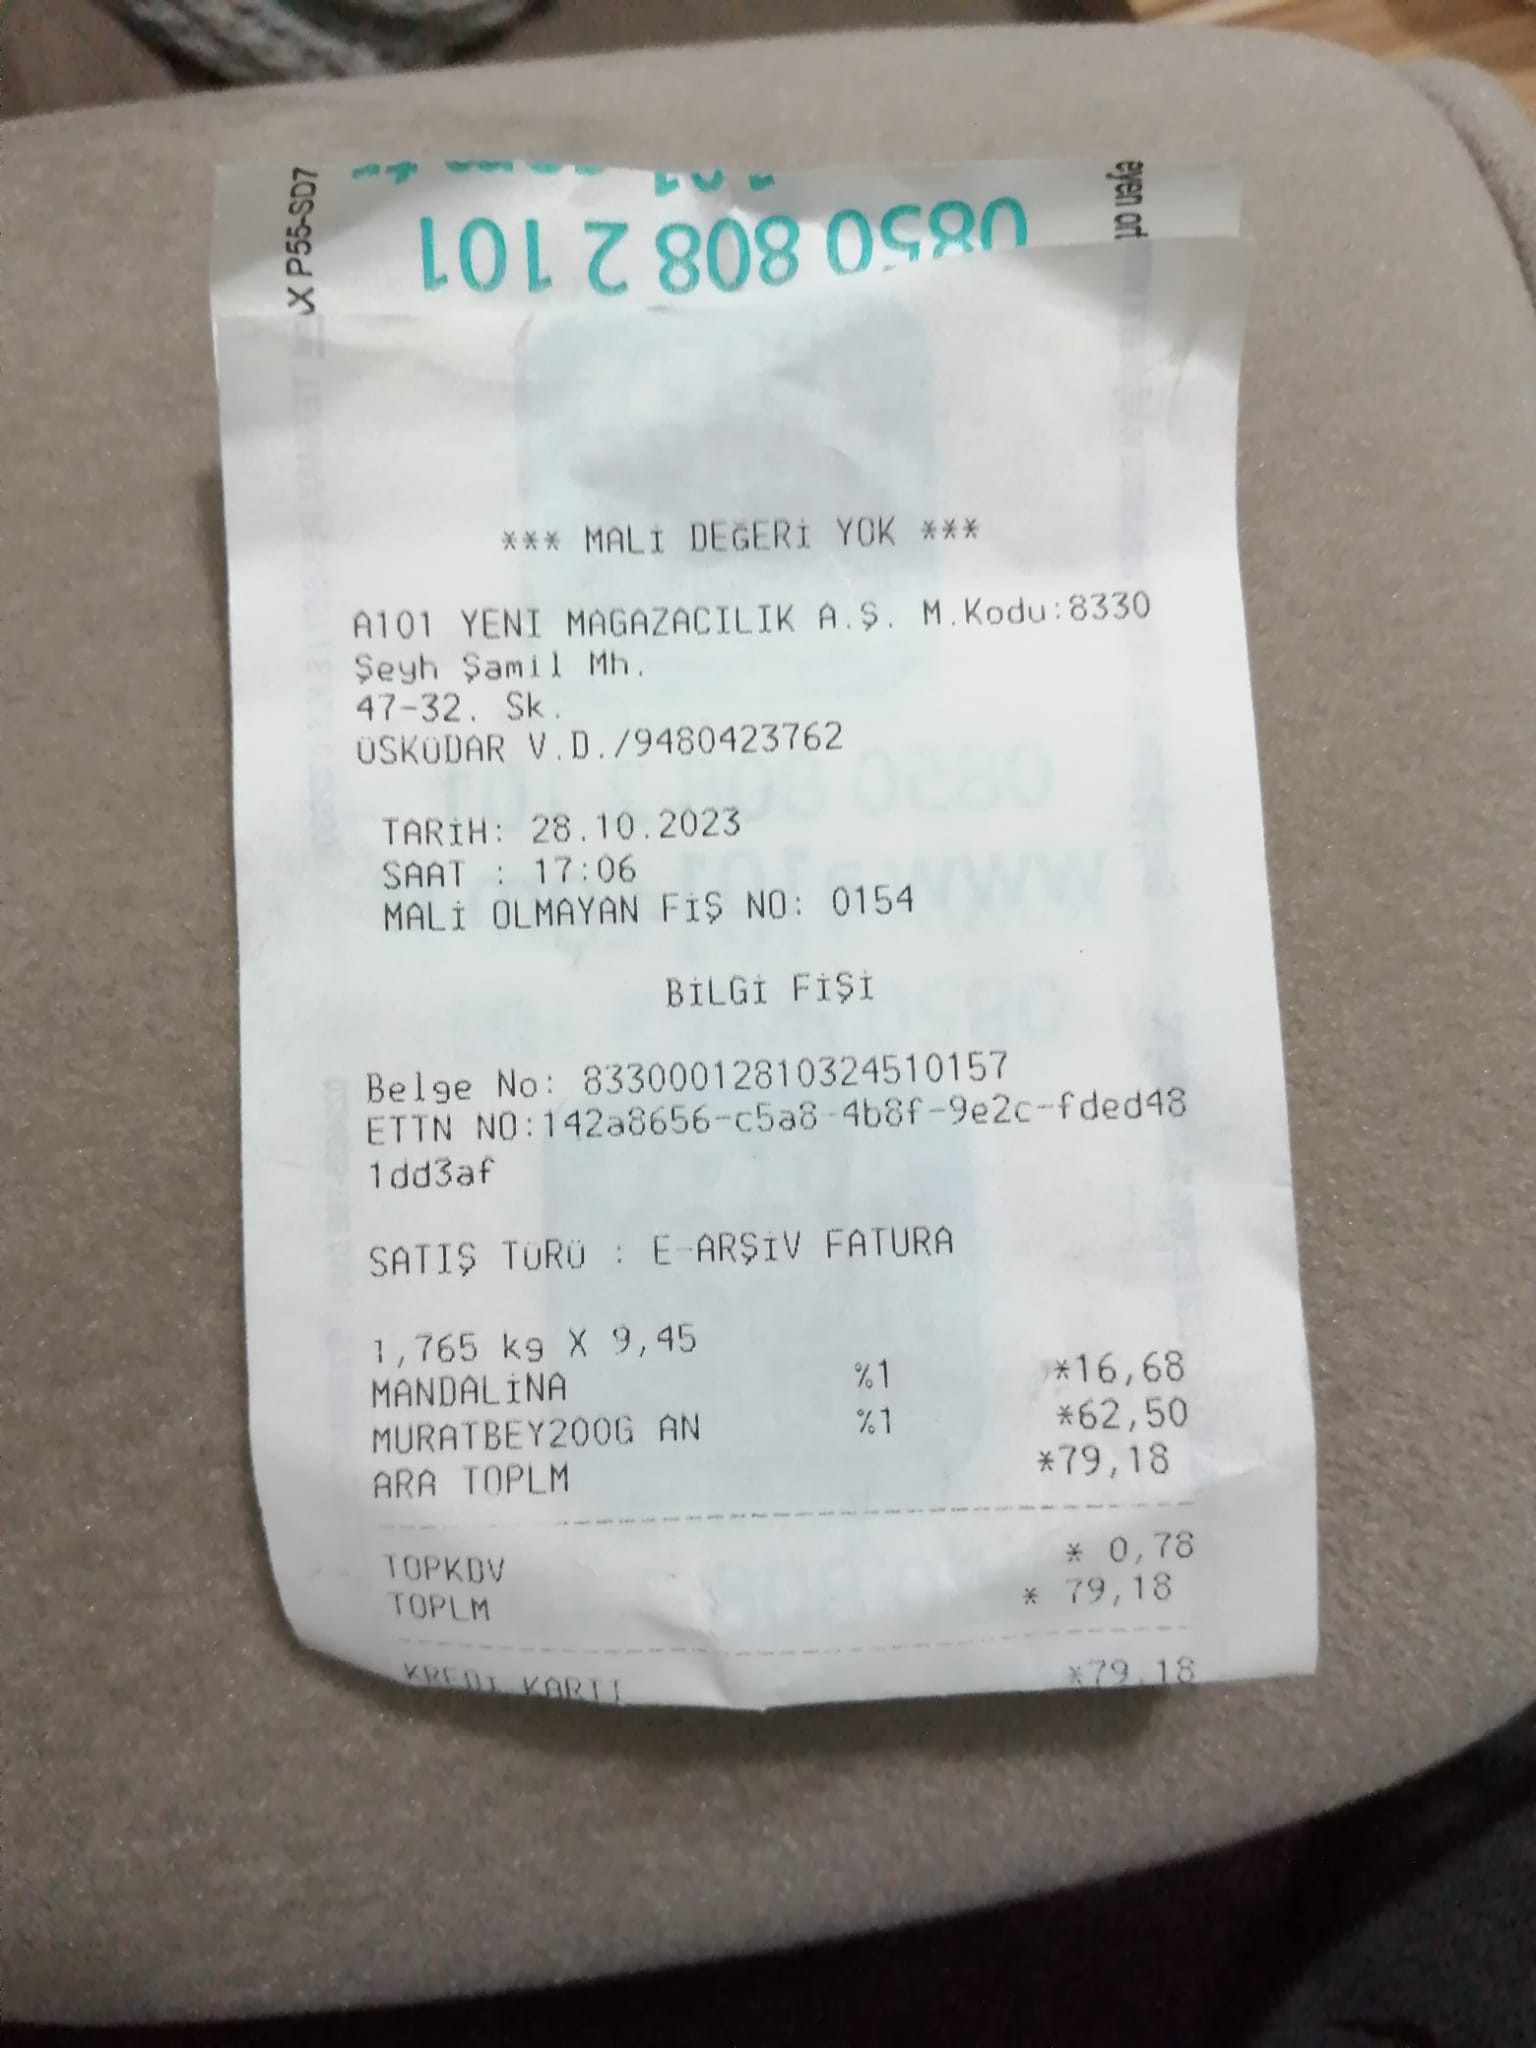 X P55-SD7
0850 808 2 101
*** MALİ DEĞERİ YOK ***
A101 YENI MAGAZACILIK A.Ş. M.Kodu:8330
Şeyh Şamil Mh.
47-32. Sk.
ÜSKÜDAR V.D./9480423762
TARİH: 28.10.2023
SAAT : 17:06
MALİ OLMAYAN FİŞ NO: 0154
BİLGİ FİŞİ
Belge No: 83300012810324510157
ETTN NO:142a8656-c5a8-4b8f-9e2c-fded48
1dd3af
SATIŞ TÜRÜ : E-ARŞİV FATURA
1,765 kg X 9,45
MANDALİNA %1 *16,68
MURATBEY200G AN %1 *62,50
ARA TOPLM *79,18
TOPKDV * 0,78
TOPLM * 79,18
KREDI KARTI *79,18